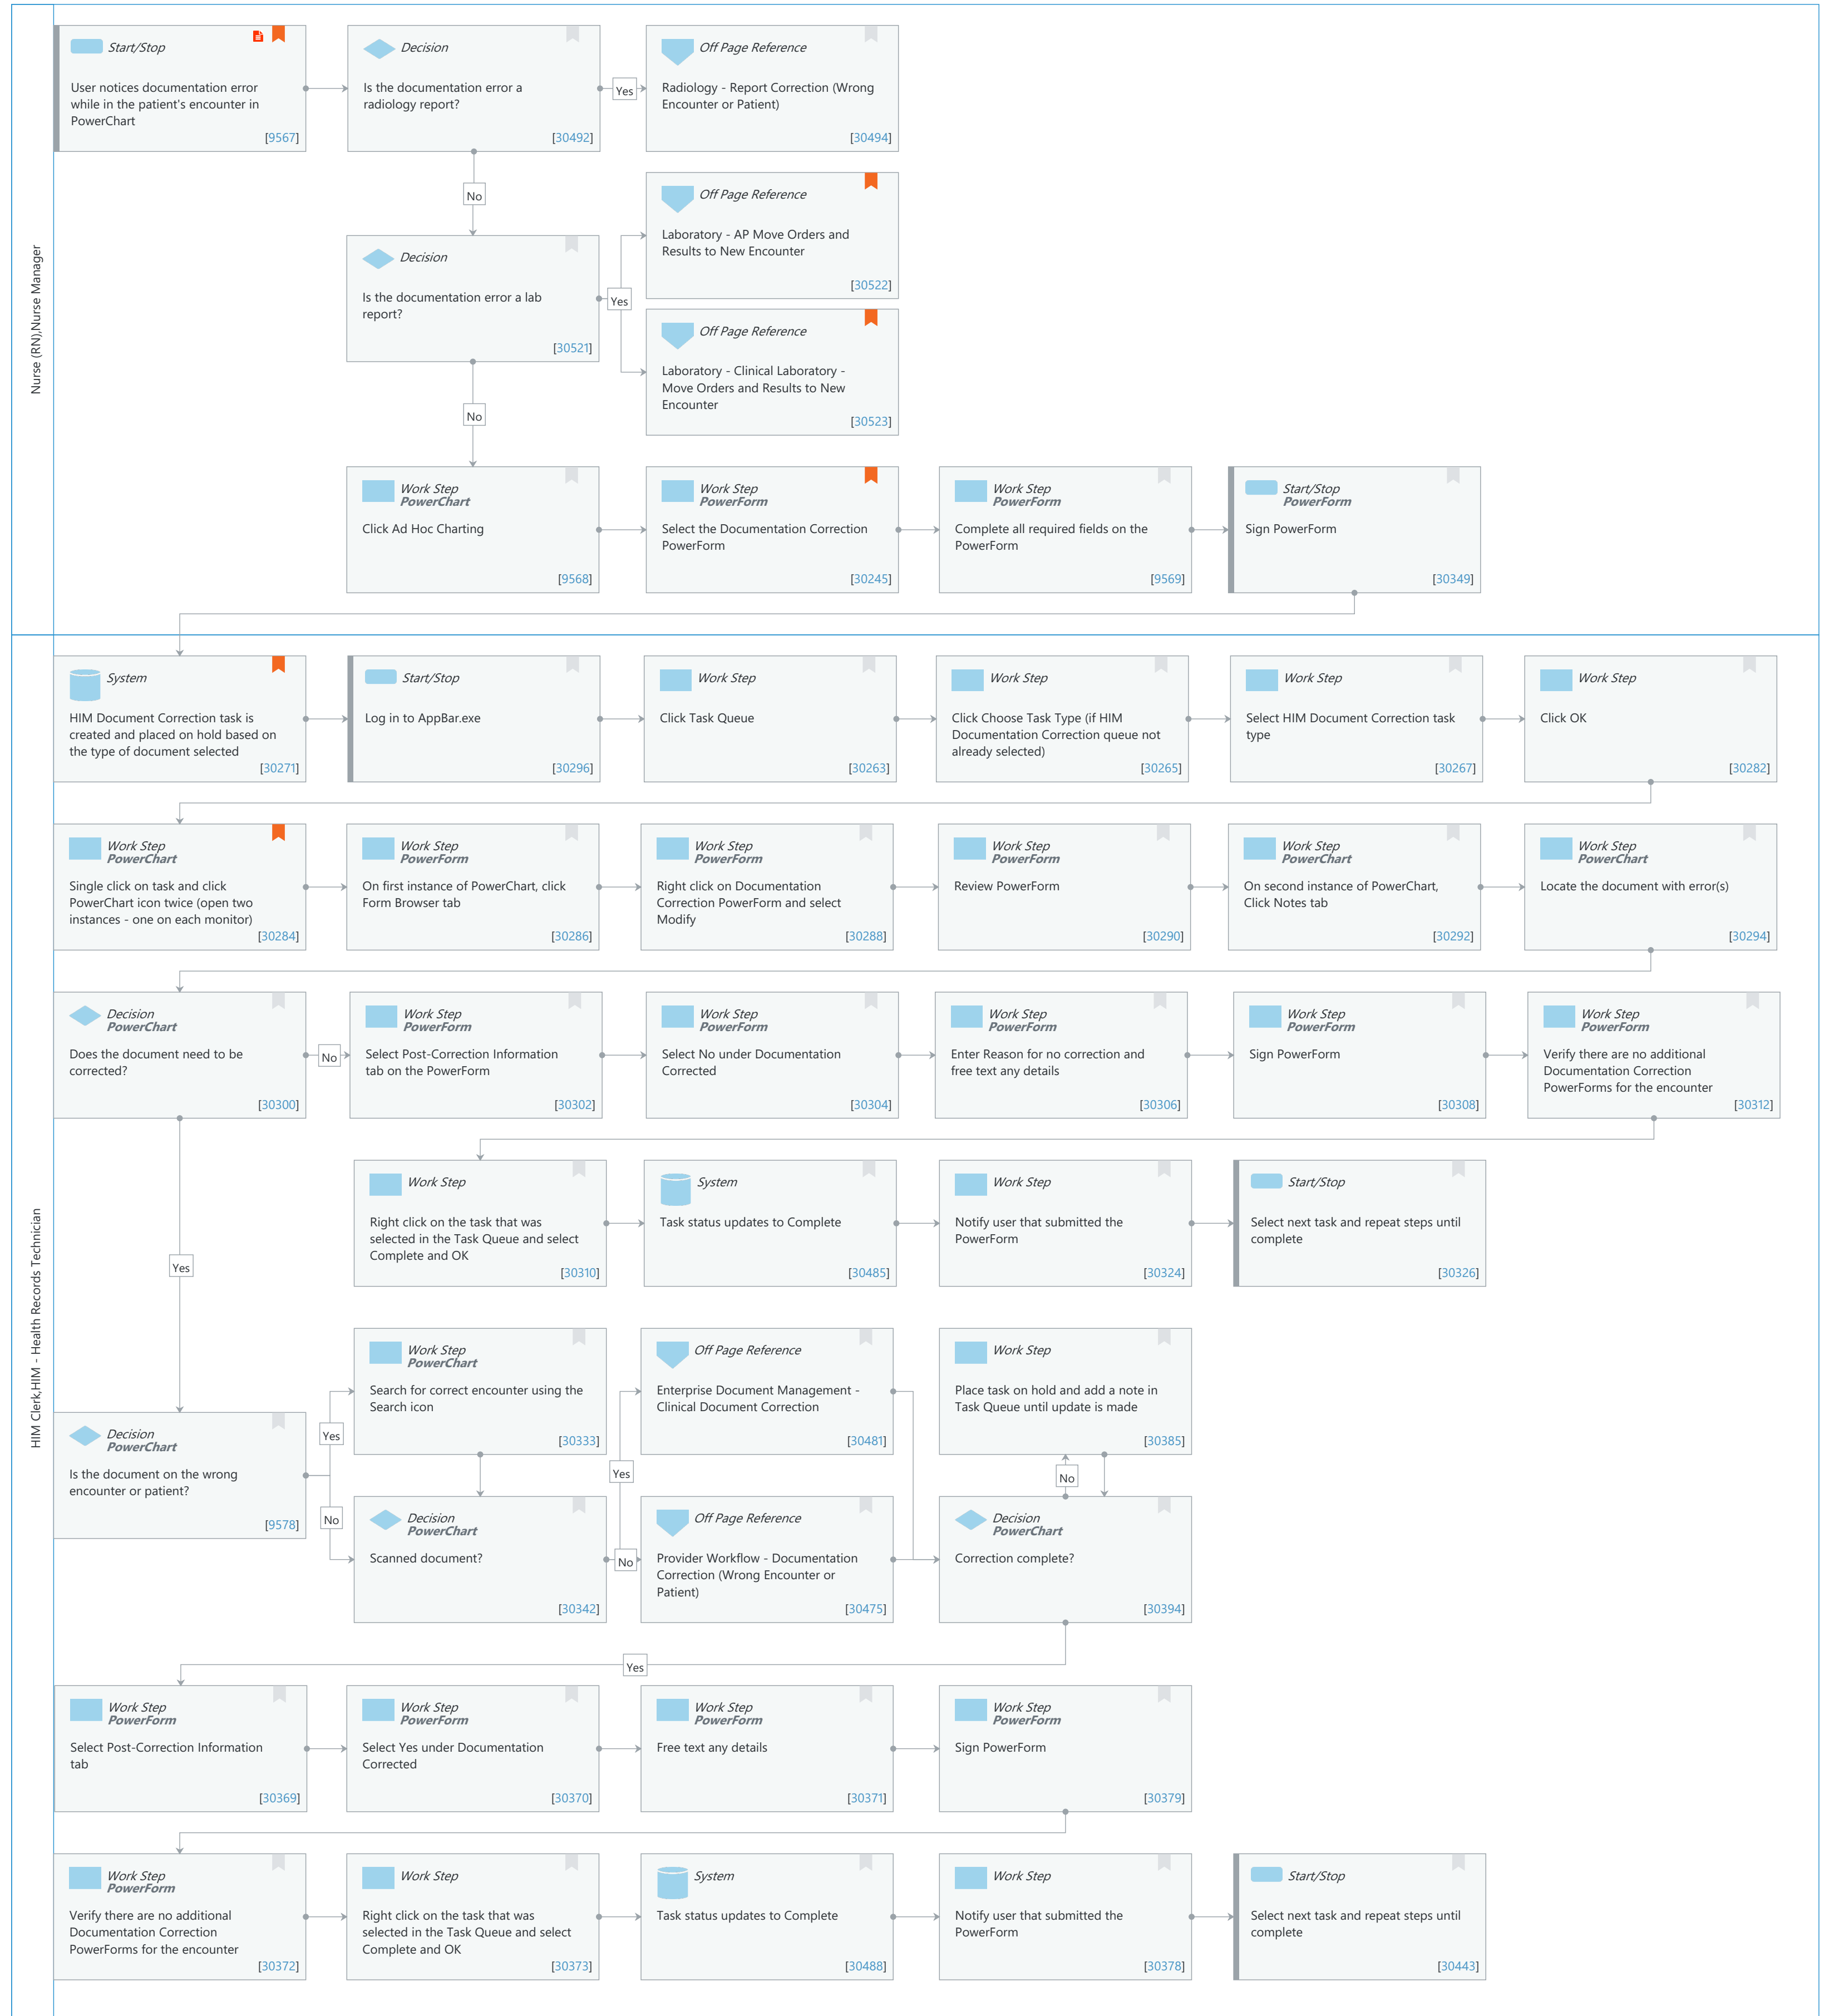 Nurse (RN),Nurse Manager
Start/Stop
User notices documentation error
while in the patient's encounter in
PowerChart
[9567]
Decision
Is the documentation error a
radiology report?
[30492]
Yes
Off Page Reference
Radiology - Report Correction (Wrong
Encounter or Patient)
[30494]
No
Decision
Is the documentation error a lab
report?
[30521]
Yes
Off Page Reference
Laboratory - AP Move Orders and
Results to New Encounter
[30522]
Off Page Reference
Laboratory - Clinical Laboratory -
Move Orders and Results to New
Encounter
[30523]
No
Work Step
PowerChart
Click Ad Hoc Charting
[9568]
Work Step
PowerForm
Select the Documentation Correction
PowerForm
[30245]
Work Step
PowerForm
Complete all required fields on the
PowerForm
[9569]
Start/Stop
PowerForm
Sign PowerForm
[30349]
HIM Clerk,HIM - Health Records Technician
System
HIM Document Correction task is
created and placed on hold based on
the type of document selected
[30271]
Start/Stop
Log in to AppBar.exe
[30296]
Work Step
Click Task Queue
[30263]
Work Step
Click Choose Task Type (if HIM
Documentation Correction queue not
already selected)
[30265]
Work Step
Select HIM Document Correction task
type
[30267]
Work Step
Click OK
[30282]
Work Step
PowerChart
Single click on task and click
PowerChart icon twice (open two
instances - one on each monitor)
[30284]
Work Step
PowerForm
On first instance of PowerChart, click
Form Browser tab
[30286]
Work Step
PowerForm
Right click on Documentation
Correction PowerForm and select
Modify
[30288]
Work Step
PowerForm
Review PowerForm
[30290]
Work Step
PowerChart
On second instance of PowerChart,
Click Notes tab
[30292]
Work Step
PowerChart
Locate the document with error(s)
[30294]
Decision
PowerChart
Does the document need to be
corrected?
[30300]
No
Work Step
PowerForm
Select Post-Correction Information
tab on the PowerForm
[30302]
Work Step
PowerForm
Select No under Documentation
Corrected
[30304]
Work Step
PowerForm
Enter Reason for no correction and
free text any details
[30306]
Work Step
PowerForm
Sign PowerForm
[30308]
Work Step
PowerForm
Verify there are no additional
Documentation Correction
PowerForms for the encounter
[30312]
Work Step
Right click on the task that was
selected in the Task Queue and select
Complete and OK
[30310]
System
Task status updates to Complete
[30485]
Work Step
Notify user that submitted the
PowerForm
[30324]
Start/Stop
Select next task and repeat steps until
complete
[30326]
Yes
Decision
PowerChart
Is the document on the wrong
encounter or patient?
[9578]
Yes
No
Work Step
PowerChart
Search for correct encounter using the
Search icon
[30333]
Decision
PowerChart
Scanned document?
[30342]
Yes
No
Off Page Reference
Enterprise Document Management -
Clinical Document Correction
[30481]
Off Page Reference
Provider Workflow - Documentation
Correction (Wrong Encounter or
Patient)
[30475]
Work Step
Place task on hold and add a note in
Task Queue until update is made
[30385]
No
Decision
PowerChart
Correction complete?
[30394]
Yes
Work Step
PowerForm
Select Post-Correction Information
tab
[30369]
Work Step
PowerForm
Select Yes under Documentation
Corrected
[30370]
Work Step
PowerForm
Free text any details
[30371]
Work Step
PowerForm
Sign PowerForm
[30379]
Work Step
PowerForm
Verify there are no additional
Documentation Correction
PowerForms for the encounter
[30372]
Work Step
Right click on the task that was
selected in the Task Queue and select
Complete and OK
[30373]
System
Task status updates to Complete
[30488]
Work Step
Notify user that submitted the
PowerForm
[30378]
Start/Stop
Select next task and repeat steps until
complete
[30443]